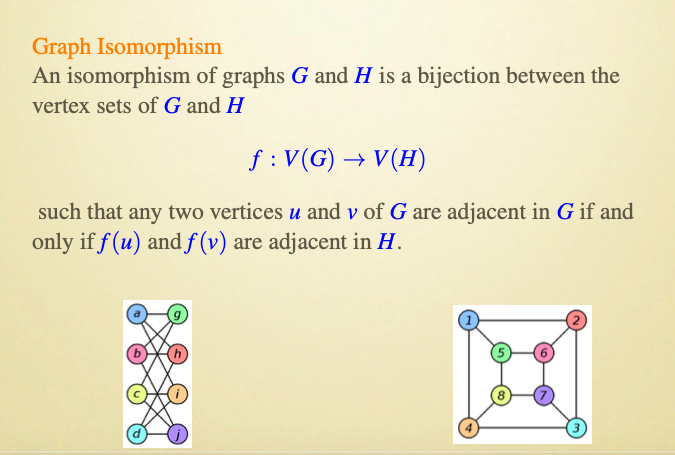 Graph Isomorphism
An isomorphism of graphs G and H is a bijection between the
vertex sets of G and H
f : V(G) → V(H)
such that any two vertices u and v of G are adjacent in G if and
only if f(u) and f(v) are adjacent in H.
a g
b h
c i
d j
1 2
5 6
8 7
4 3